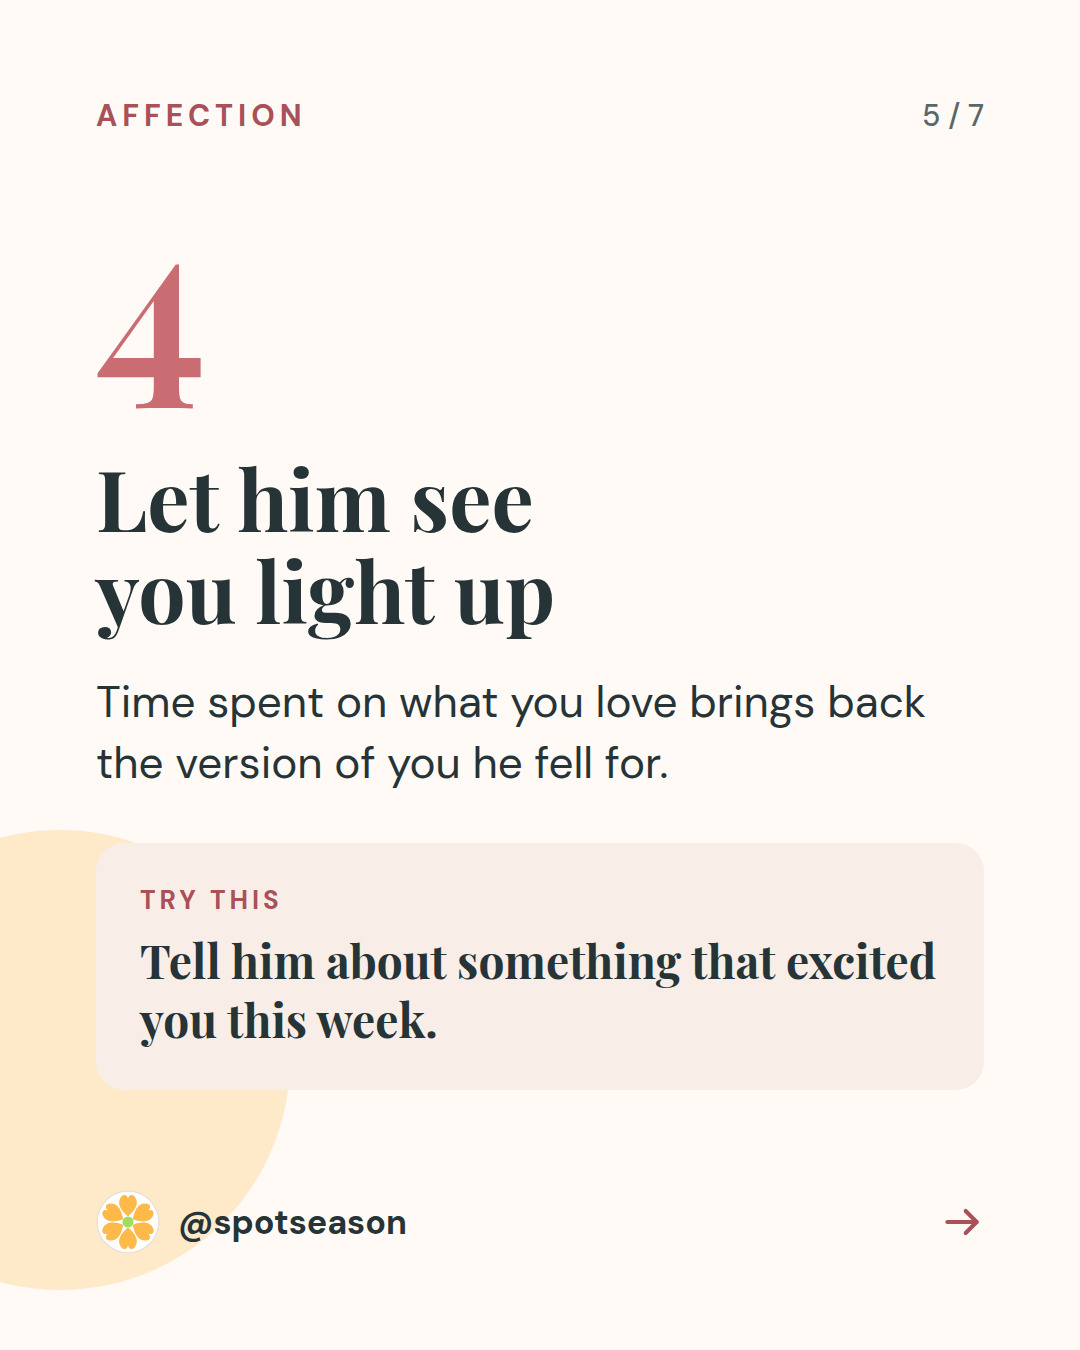 AFFECTION
5 / 7
4
Let him see
you light up
Time spent on what you love brings back
the version of you he fell for.
TRY THIS
Tell him about something that excited
you this week.
@spotseason